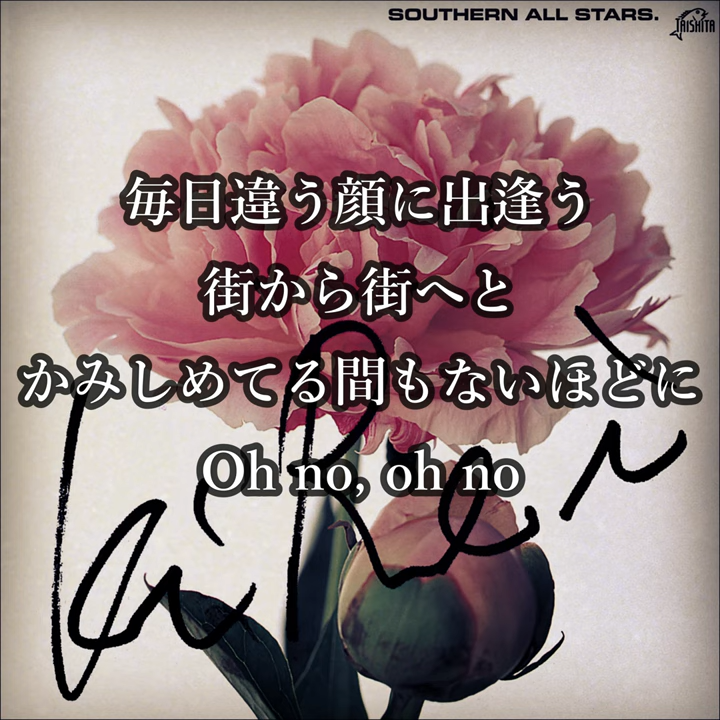 SOUTHERN ALL STARS.
TAISHITA
毎日違う顔に出逢う
街から街へと
かみしめてる間もないほどに
Oh no, oh no
kiRei